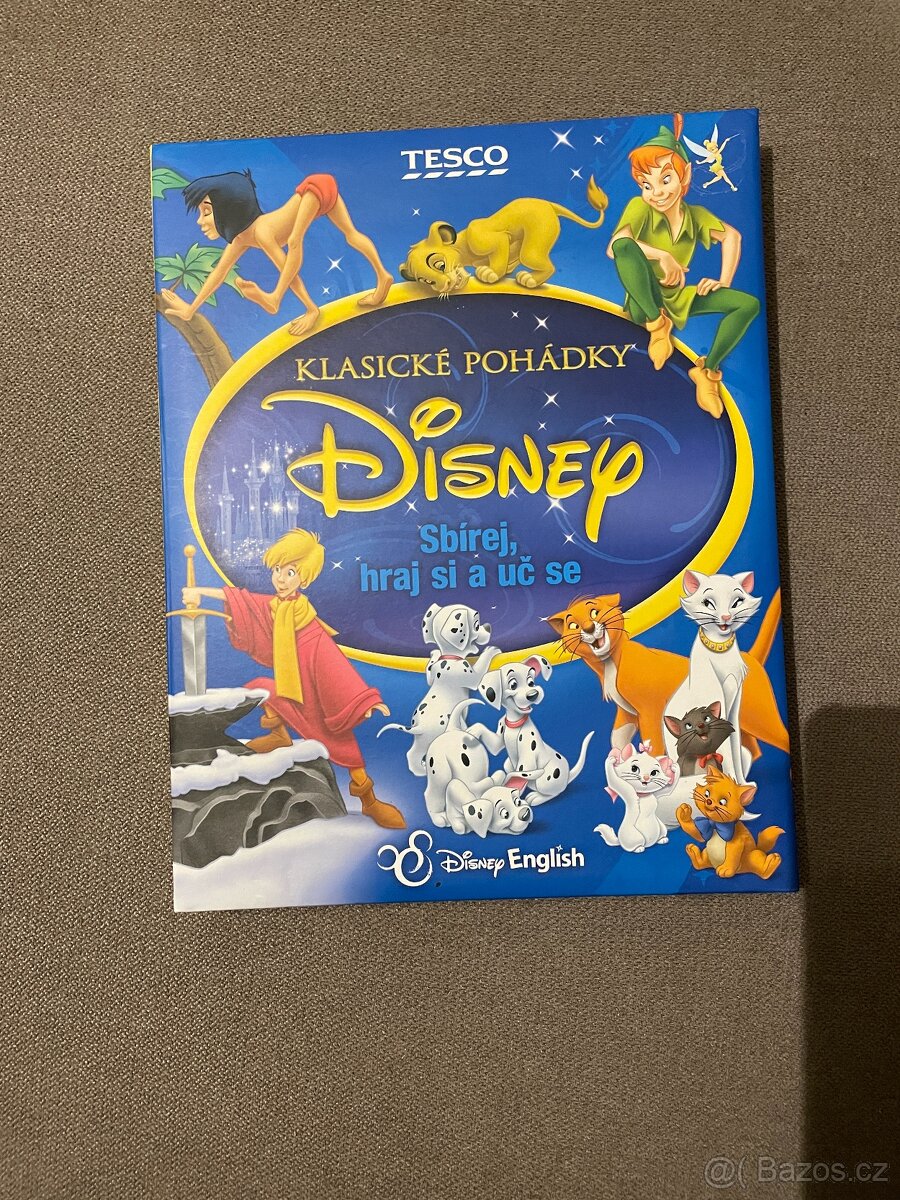 TESCO
KLASICKÉ POHÁDKY
DISNEY
Sbírej,
hraj si a uč se
DISNEY English
@( Bazos.cz